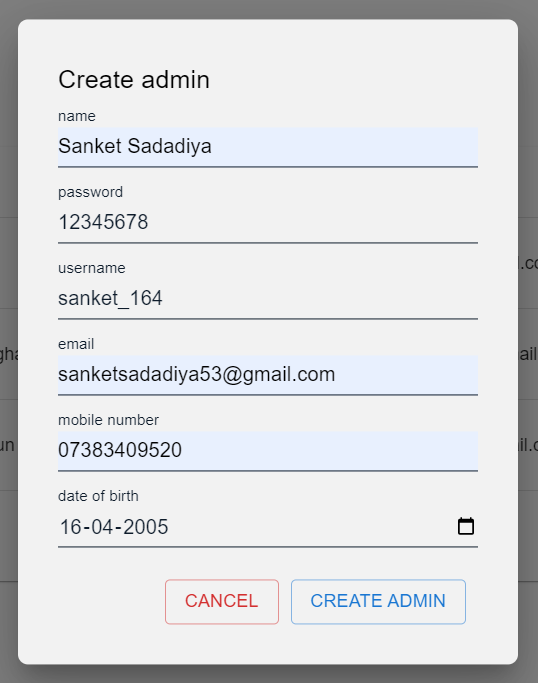 Create admin
name
Sanket Sadadiya
password
12345678
username
sanket_164
email
sanketsadadiya53@gmail.com
mobile number
07383409520
date of birth
16-04-2005
CANCEL
CREATE ADMIN